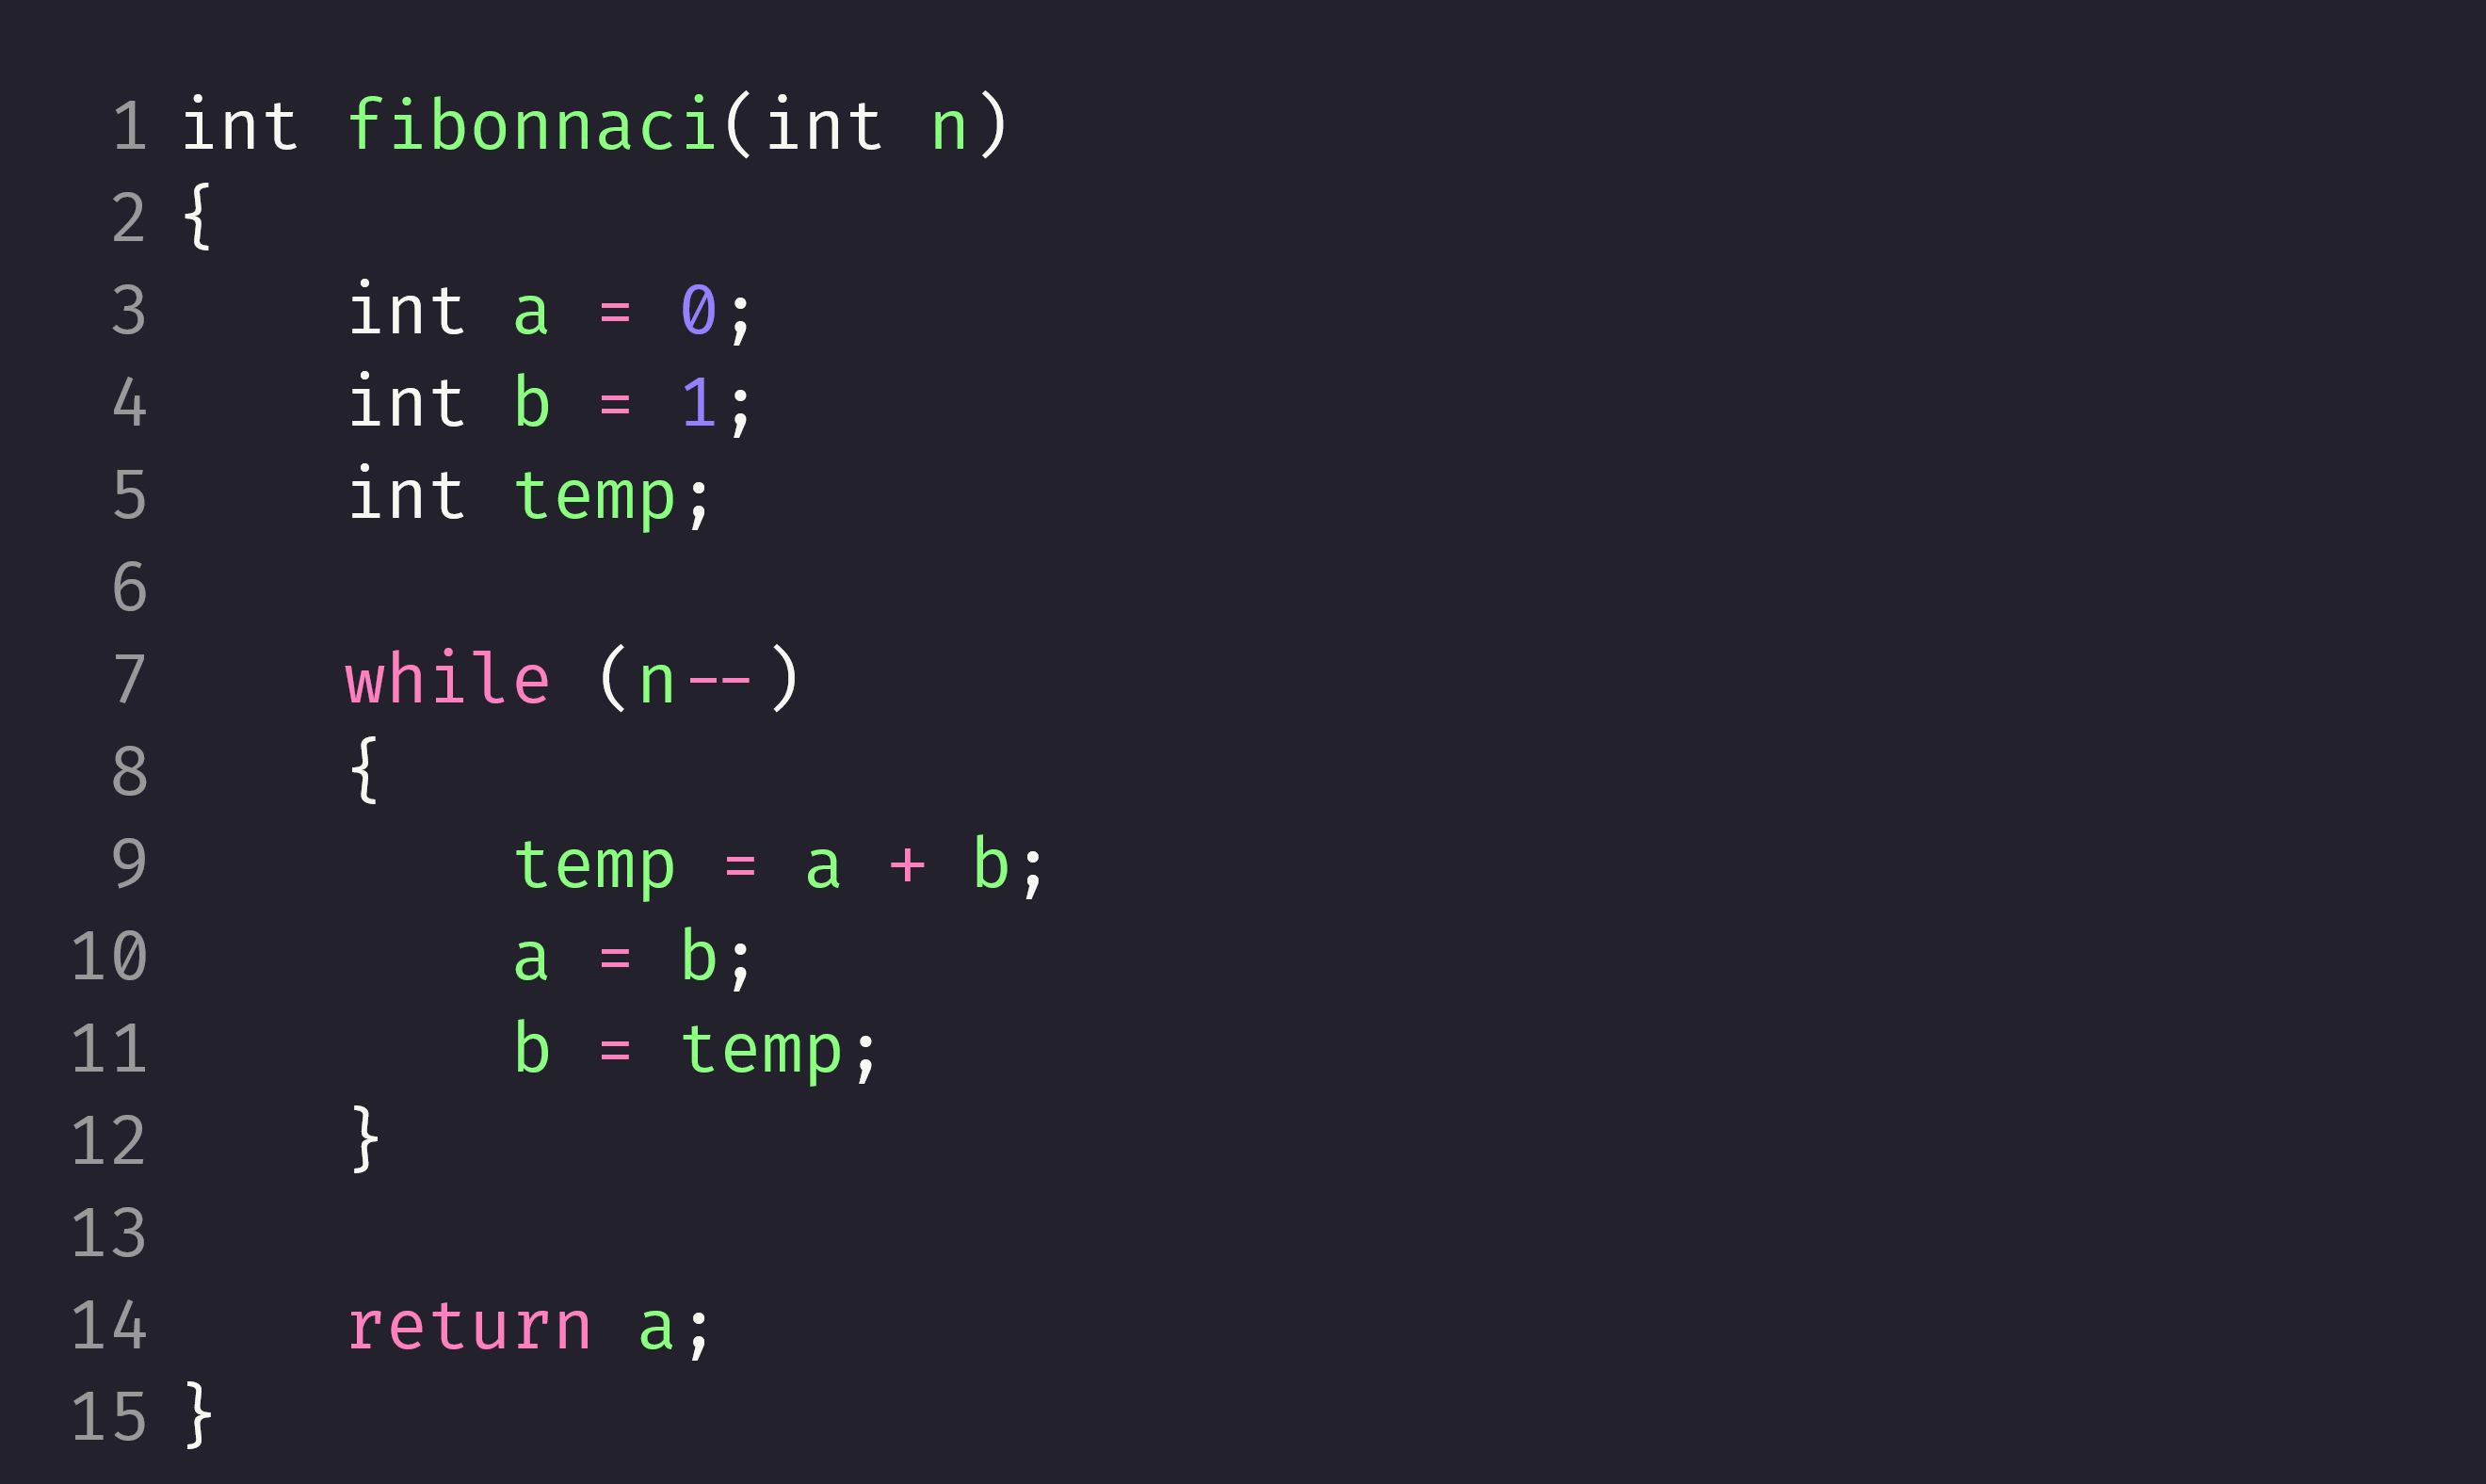 1 int fibonnaci(int n)
2 {
3     int a = 0;
4     int b = 1;
5     int temp;
6
7     while (n--)
8     {
9         temp = a + b;
10         a = b;
11         b = temp;
12     }
13
14     return a;
15 }